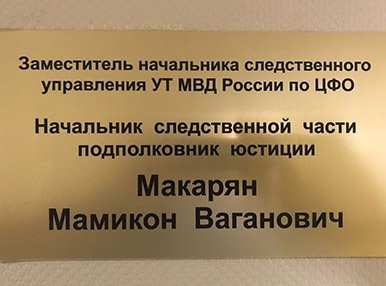 Заместитель начальника следственного
управления УТ МВД России по ЦФО
Начальник следственной части
подполковник юстиции
Макарян
Мамикон Ваганович